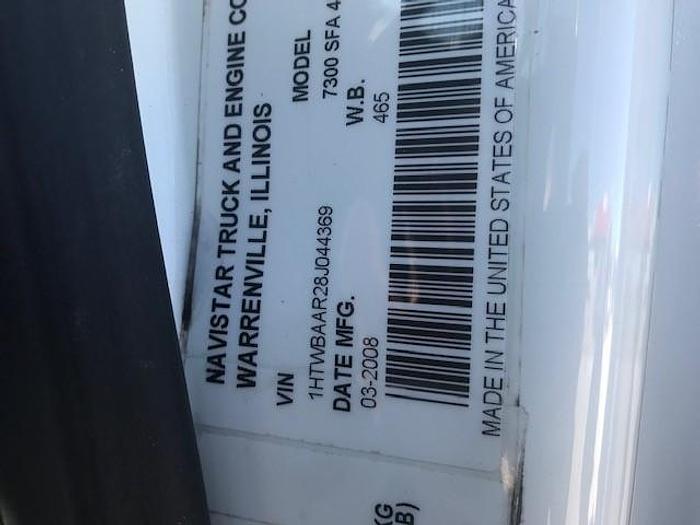 NAVISTAR TRUCK AND ENGINE CO
WARRENVILLE, ILLINOIS
VIN MODEL
1HTWBAAR28J044369 7300 SFA 4
DATE MFG. W.B.
03-2008 465
MADE IN THE UNITED STATES OF AMERICA
KG
B)